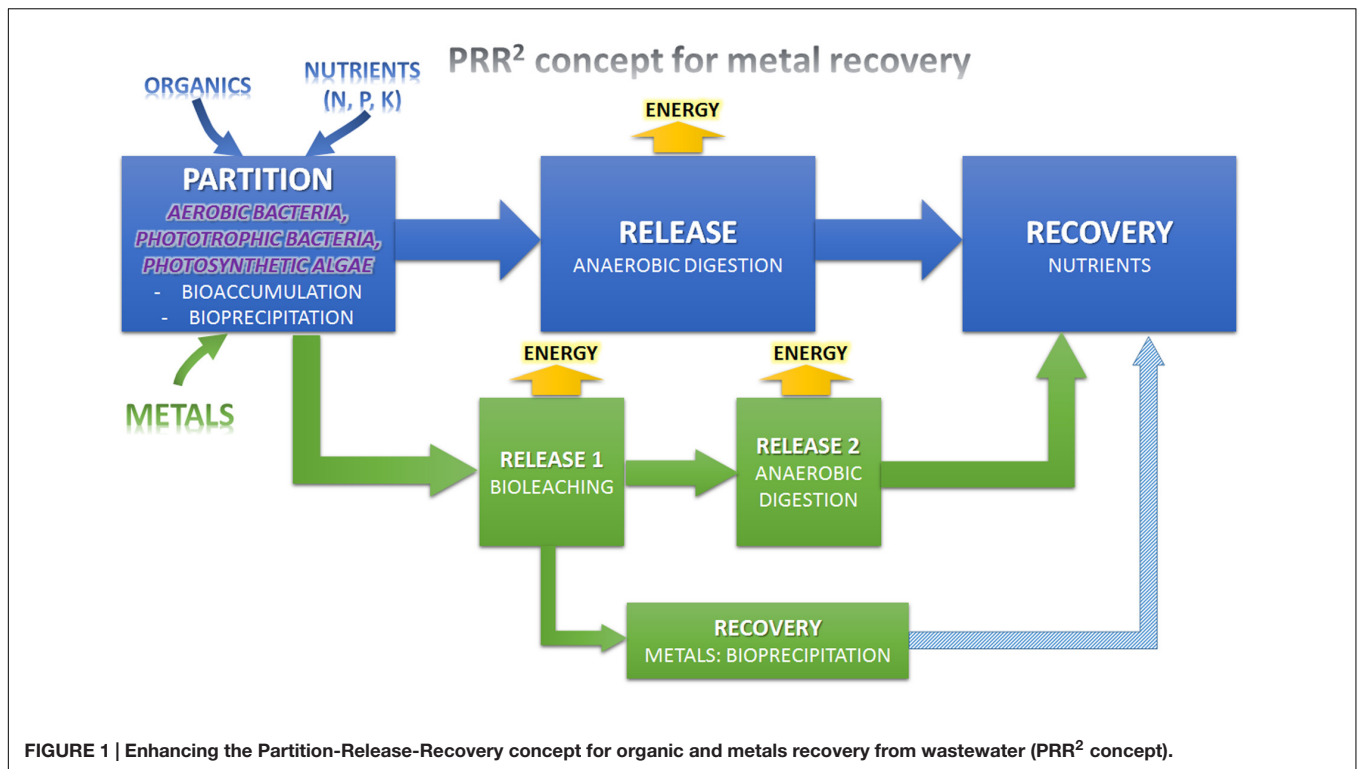 PRR² concept for metal recovery
ORGANICS
NUTRIENTS
(N, P, K)
ENERGY
PARTITION
AEROBIC BACTERIA,
PHOTOTROPHIC BACTERIA,
PHOTOSYNTHETIC ALGAE
- BIOACCUMULATION
- BIOPRECIPITATION
RELEASE
ANAEROBIC DIGESTION
RECOVERY
NUTRIENTS
METALS
ENERGY
ENERGY
RELEASE 1
BIOLEACHING
RELEASE 2
ANAEROBIC
DIGESTION
RECOVERY
METALS: BIOPRECIPITATION
FIGURE 1 | Enhancing the Partition-Release-Recovery concept for organic and metals recovery from wastewater (PRR² concept).